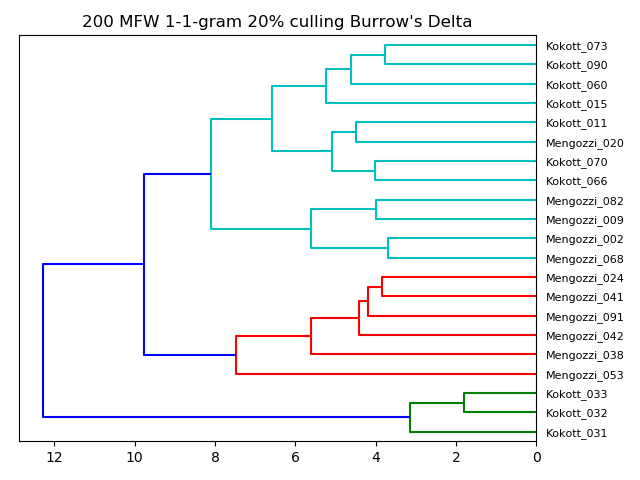 200 MFW 1-1-gram 20% culling Burrow's Delta
Kokott_073
Kokott_090
Kokott_060
Kokott_015
Kokott_011
Mengozzi_020
Kokott_070
Kokott_066
Mengozzi_082
Mengozzi_009
Mengozzi_002
Mengozzi_068
Mengozzi_024
Mengozzi_041
Mengozzi_091
Mengozzi_042
Mengozzi_038
Mengozzi_053
Kokott_033
Kokott_032
Kokott_031
12 10 8 6 4 2 0